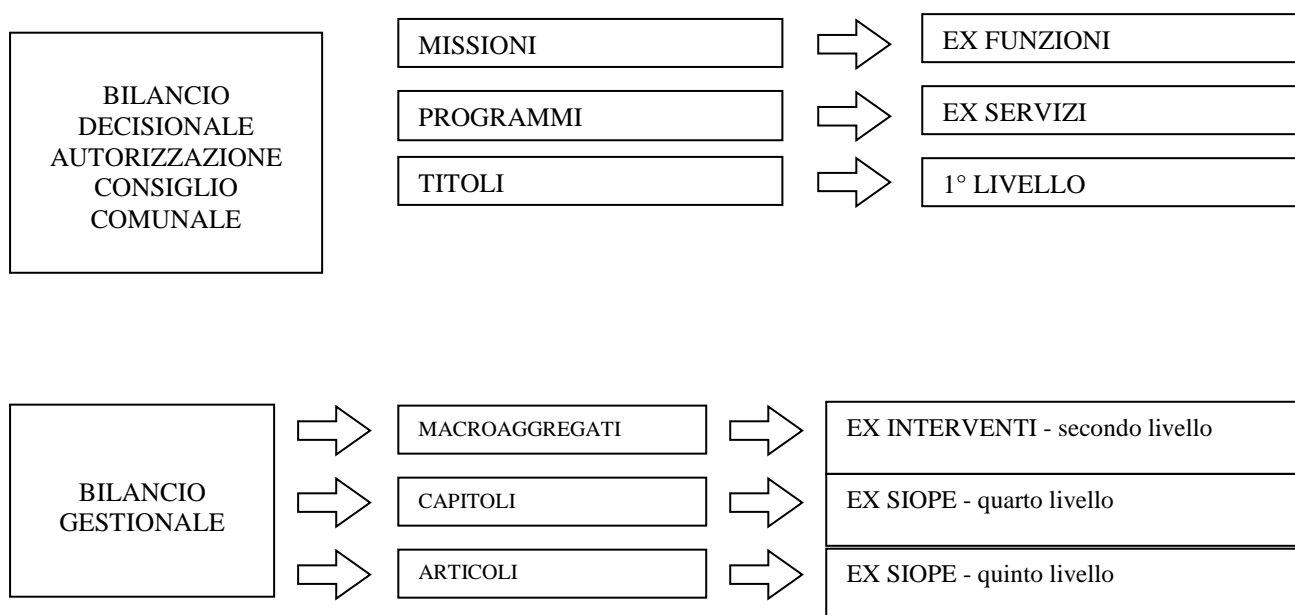 BILANCIO
DECISIONALE
AUTORIZZAZIONE
CONSIGLIO
COMUNALE
MISSIONI
EX FUNZIONI
PROGRAMMI
EX SERVIZI
TITOLI
1° LIVELLO
BILANCIO
GESTIONALE
MACROAGGREGATI
EX INTERVENTI - secondo livello
CAPITOLI
EX SIOPE - quarto livello
ARTICOLI
EX SIOPE - quinto livello